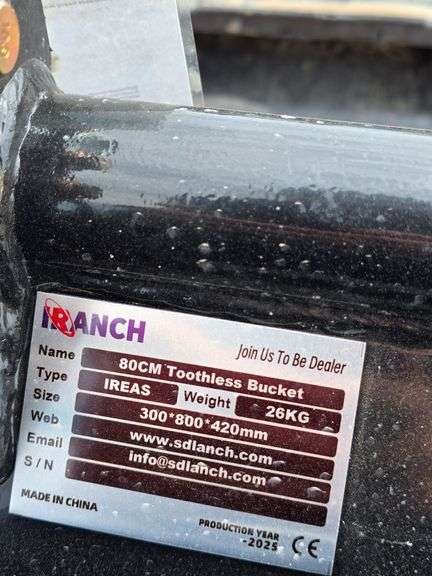 IRANCH
Join Us To Be Dealer
Name 80CM Toothless Bucket
Type IREAS Weight 26KG
Size 300*800*420mm
Web www.sdlanch.com
Email info@sdlanch.com
S / N
MADE IN CHINA
PRODUCTION YEAR
-2025 CE